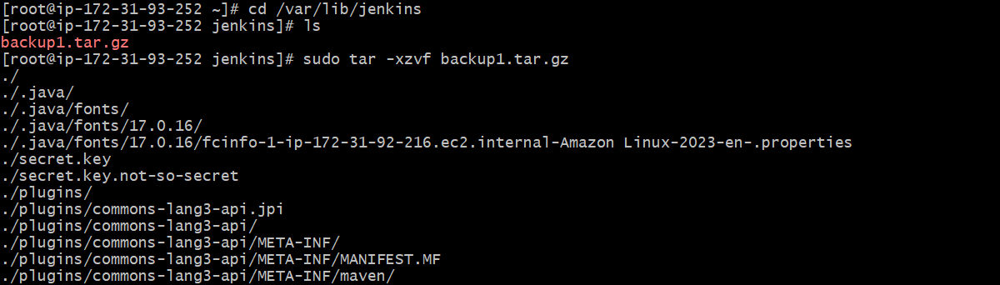 [root@ip-172-31-93-252 ~]# cd /var/lib/jenkins
[root@ip-172-31-93-252 jenkins]# ls
backup1.tar.gz
[root@ip-172-31-93-252 jenkins]# sudo tar -xzvf backup1.tar.gz
./
./.java/
./.java/fonts/
./.java/fonts/17.0.16/
./.java/fonts/17.0.16/fcinfo-1-ip-172-31-92-216.ec2.internal-Amazon Linux-2023-en-.properties
./secret.key
./secret.key.not-so-secret
./plugins/
./plugins/commons-lang3-api.jpi
./plugins/commons-lang3-api/
./plugins/commons-lang3-api/META-INF/
./plugins/commons-lang3-api/META-INF/MANIFEST.MF
./plugins/commons-lang3-api/META-INF/maven/